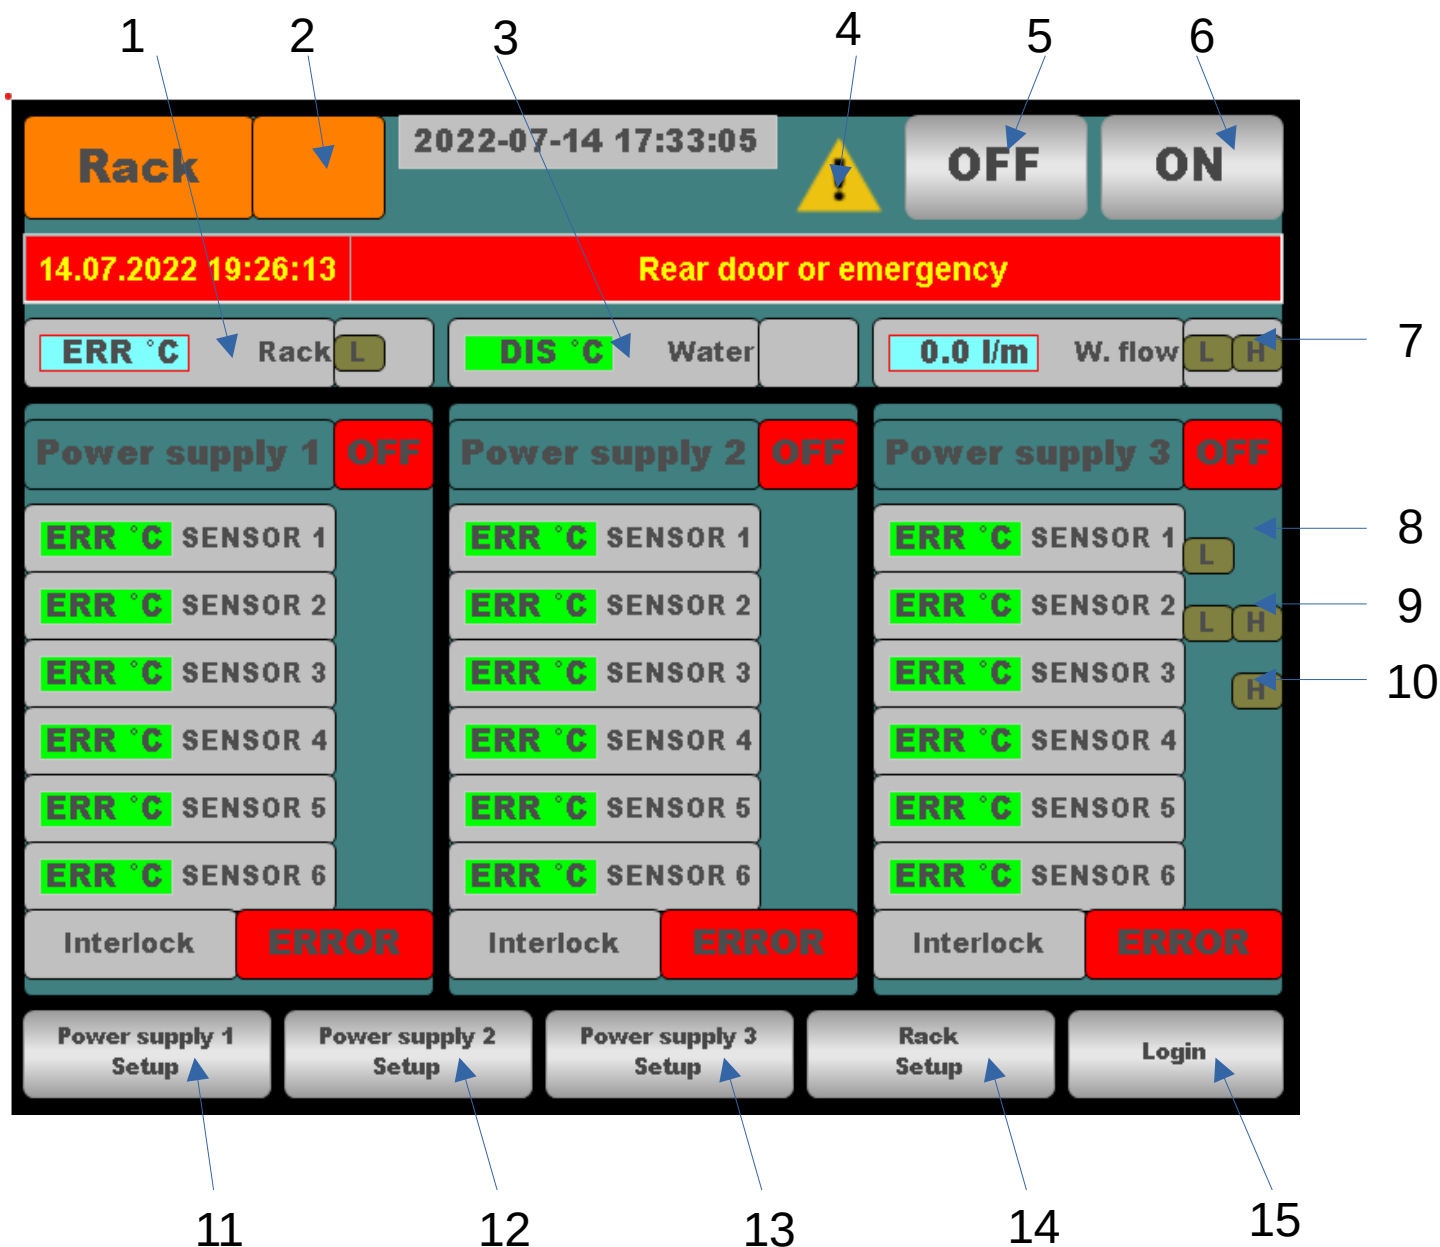 1 2 3 4 5 6
Rack 2022-07-14 17:33:05 OFF ON
14.07.2022 19:26:13 Rear door or emergency
ERR °C Rack L DIS °C Water 0.0 l/m W. flow L H 7
Power supply 1 OFF Power supply 2 OFF Power supply 3 OFF
ERR °C SENSOR 1 ERR °C SENSOR 1 ERR °C SENSOR 1 L 8
ERR °C SENSOR 2 ERR °C SENSOR 2 ERR °C SENSOR 2 L H 9
ERR °C SENSOR 3 ERR °C SENSOR 3 ERR °C SENSOR 3 H 10
ERR °C SENSOR 4 ERR °C SENSOR 4 ERR °C SENSOR 4
ERR °C SENSOR 5 ERR °C SENSOR 5 ERR °C SENSOR 5
ERR °C SENSOR 6 ERR °C SENSOR 6 ERR °C SENSOR 6
Interlock ERROR Interlock ERROR Interlock ERROR
Power supply 1 Power supply 2 Power supply 3 Rack Login
Setup Setup Setup Setup
11 12 13 14 15